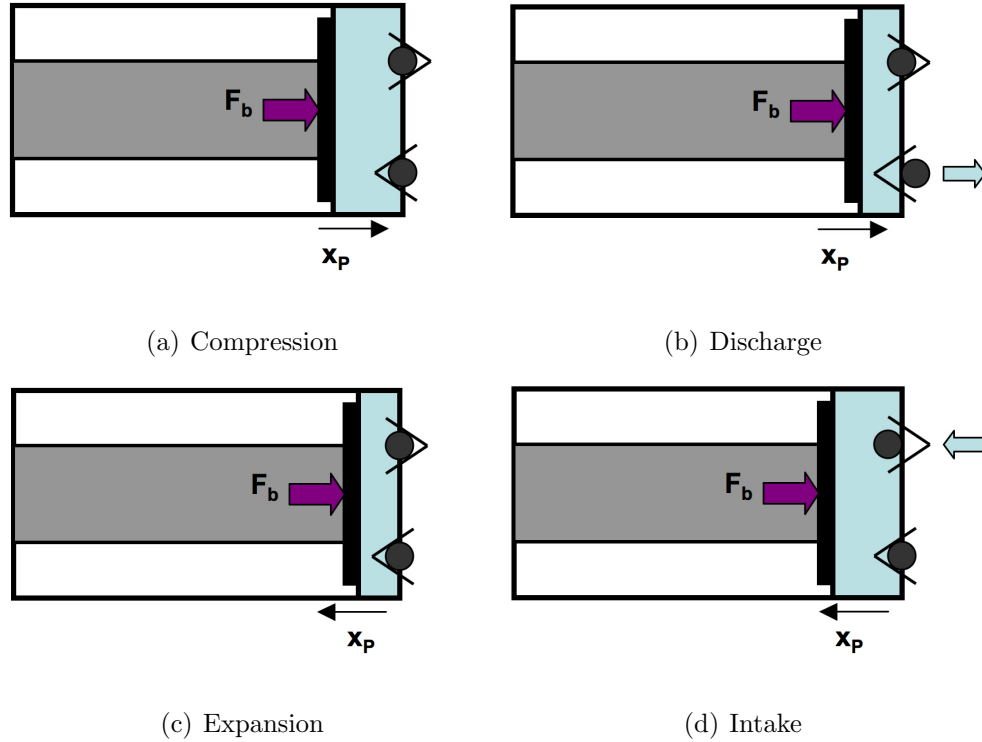 F_b
F_b
x_P
x_P
(a) Compression
(b) Discharge
F_b
F_b
x_P
x_P
(c) Expansion
(d) Intake